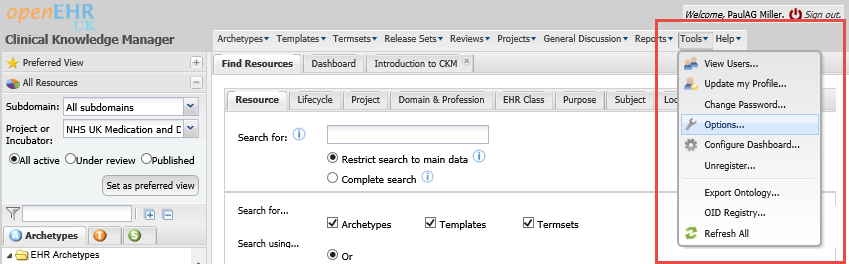 openEHR
UK
Welcome, PaulAG Miller. Sign out.
Clinical Knowledge Manager
Archetypes Templates Termsets Release Sets Reviews Projects General Discussion Reports Tools Help
Preferred View
All Resources
Subdomain: All subdomains
Project or
Incubator: NHS UK Medication and D
All active Under review Published
Set as preferred view
A Archetypes T S
EHR Archetypes
Find Resources Dashboard Introduction to CKM
Resource Lifecycle Project Domain & Profession EHR Class Purpose Subject Loc
Search for:
Restrict search to main data
Complete search
Search for...
Archetypes Templates Termsets
Search using...
Or
View Users...
Update my Profile...
Change Password...
Options...
Configure Dashboard...
Unregister...
Export Ontology...
OID Registry...
Refresh All